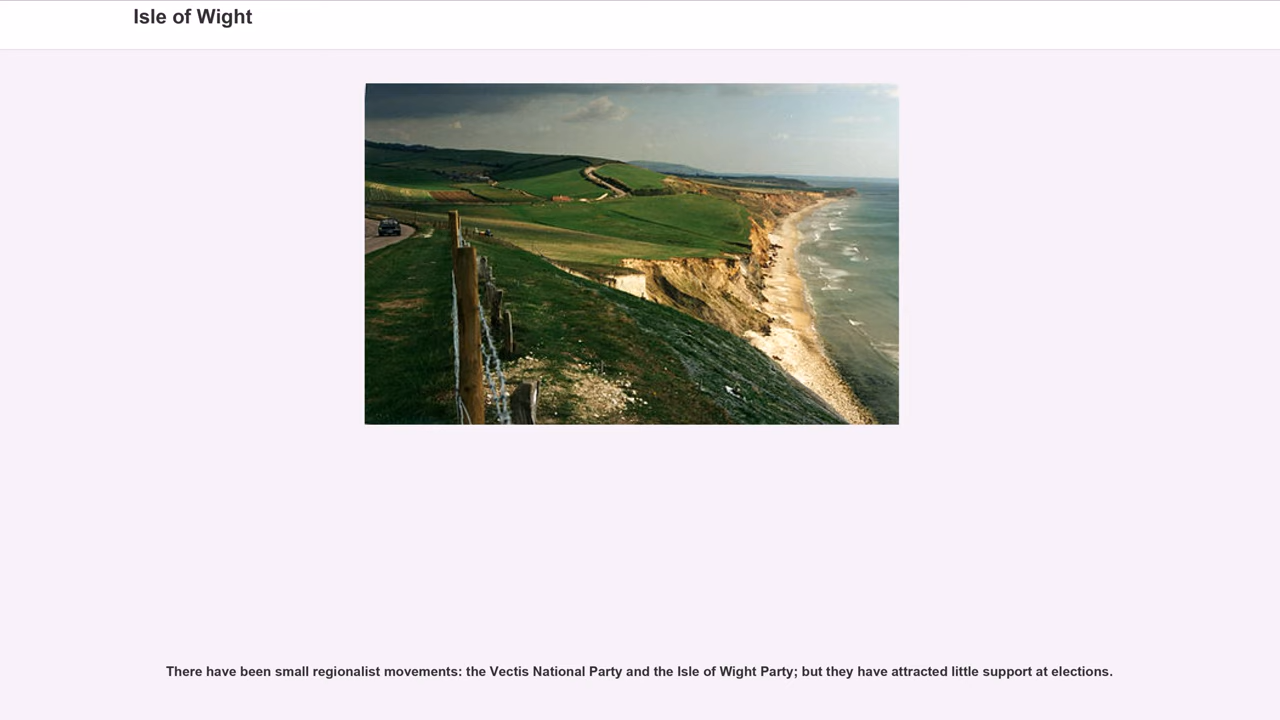 Isle of Wight
There have been small regionalist movements: the Vectis National Party and the Isle of Wight Party; but they have attracted little support at elections.